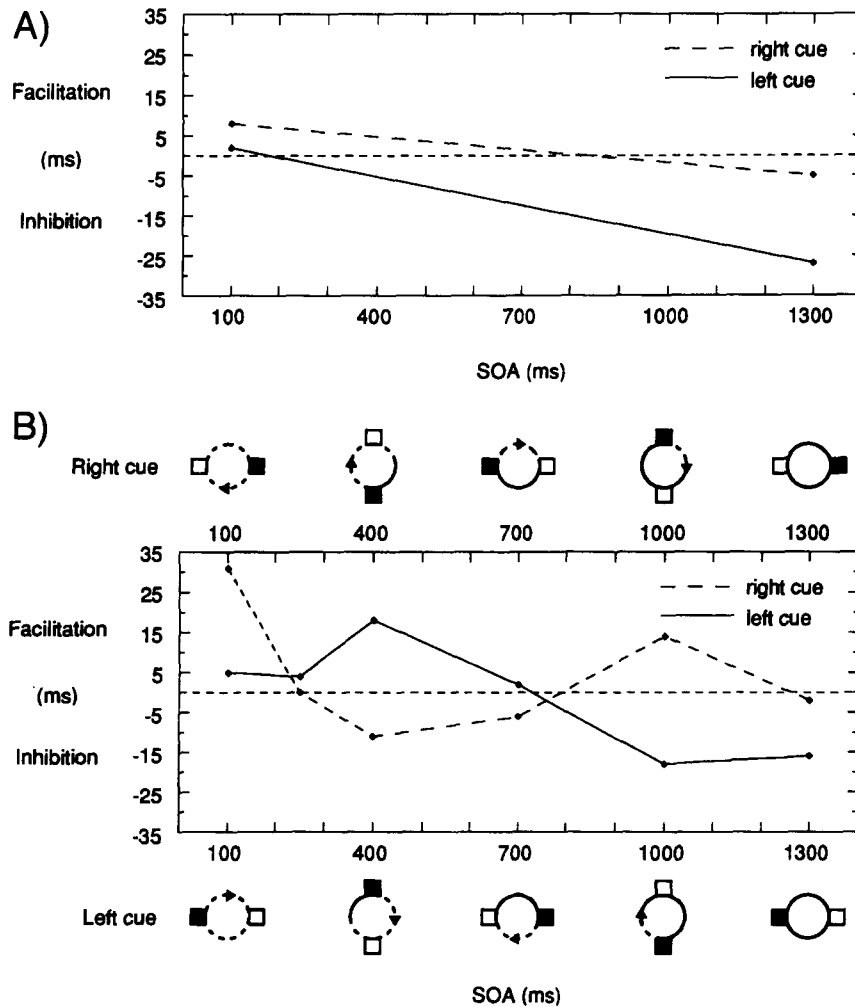 A)
35
25
Facilitation 15
right cue
left cue
(ms) 5
-5
Inhibition -15
-25
-35
100 400 700 1000 1300
SOA (ms)
B)
Right cue
100 400 700 1000 1300
35
25
Facilitation 15
right cue
left cue
(ms) 5
-5
Inhibition -15
-25
-35
100 400 700 1000 1300
Left cue
SOA (ms)